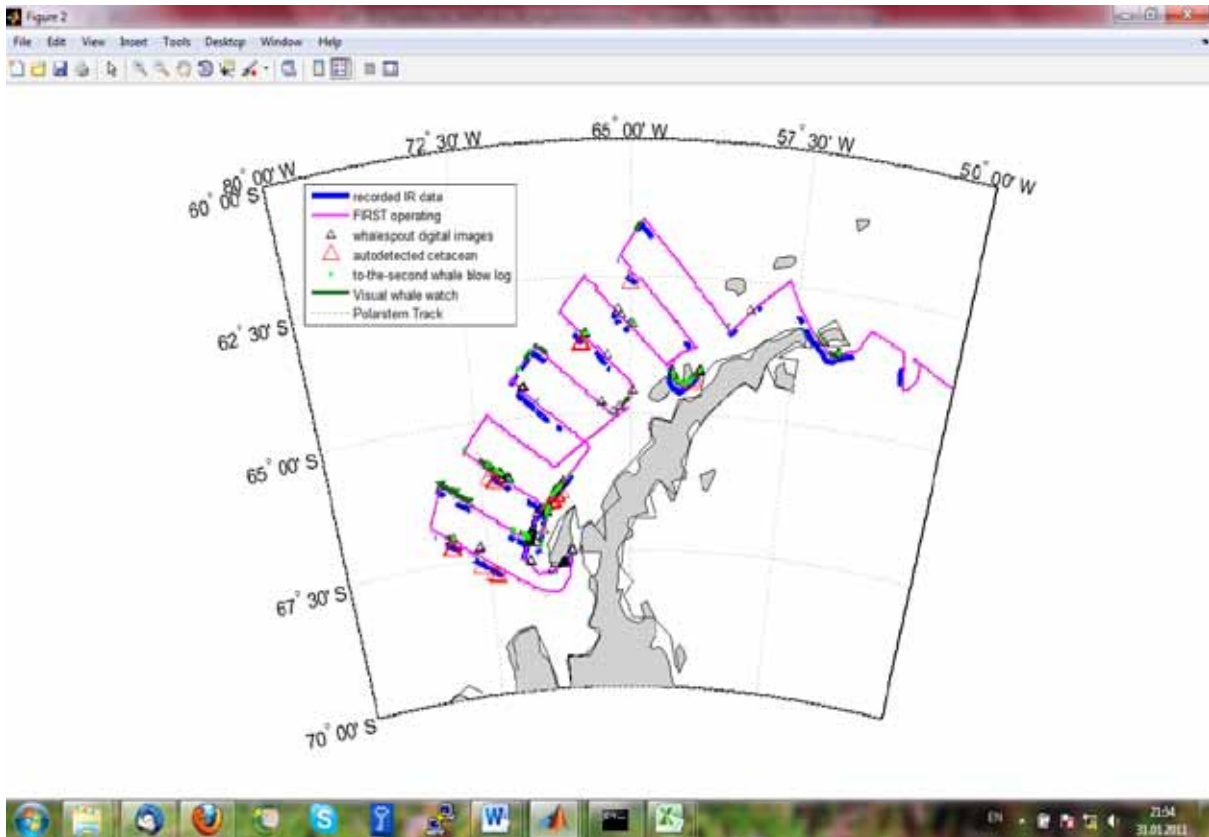 Figure 2
File Edit View Insert Tools Desktop Window Help
72° 30' W
65° 00' W
57° 30' W
80° 00' W
50° 00' W
60° 00' S
recorded IR data
FIRST operating
whalespout digital images
autodetected cetacean
to-the-second whale blow log
Visual whale watch
Polarstern Track
62° 30' S
65° 00' S
67° 30' S
70° 00' S
EN
21:54
31.01.2011